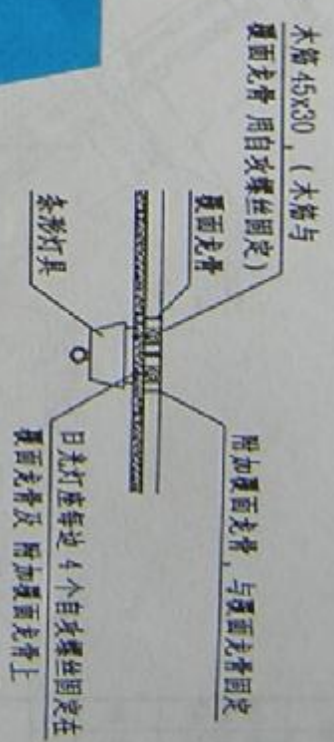 木筋 45x30，(木筋与
覆面龙骨 用自攻螺丝固定)
覆面龙骨
条形灯具
附加覆面龙骨，与覆面龙骨固定
日光灯座每边 4 个自攻螺丝固定在
覆面龙骨及 附加覆面龙骨上